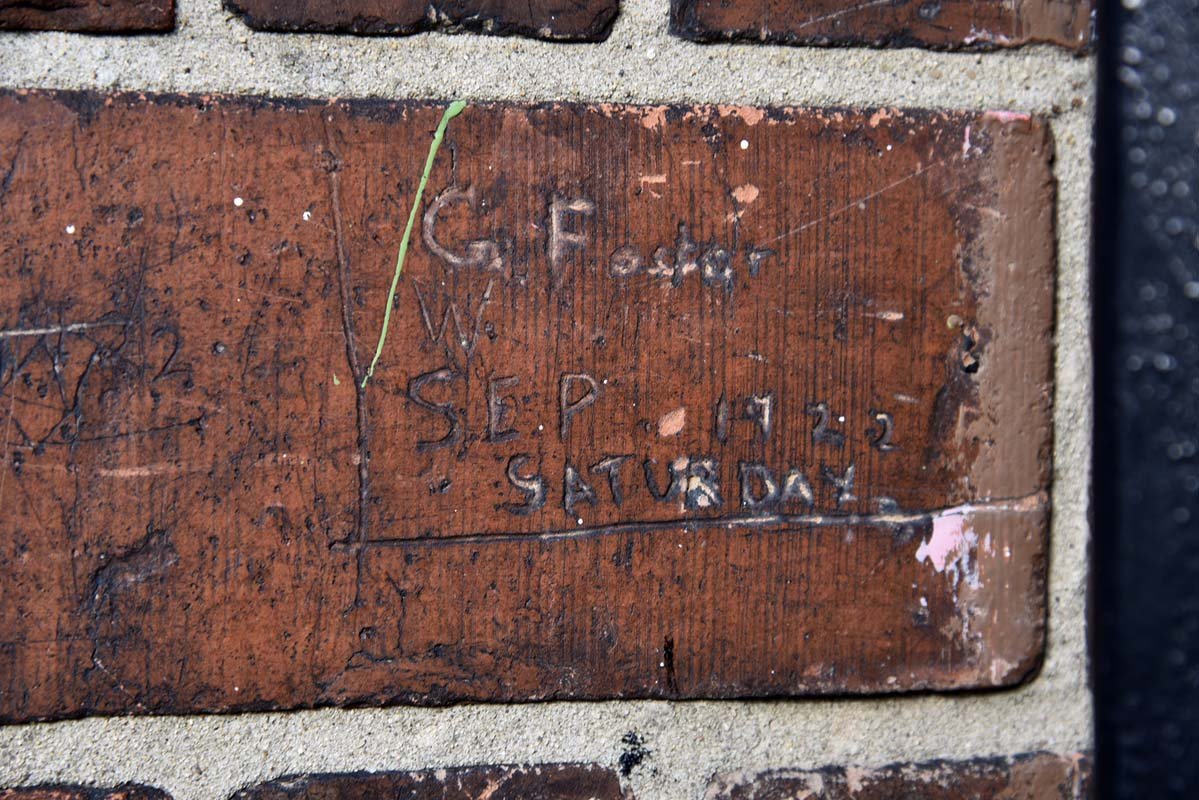 G. Foster
W
SEP. 1922
SATURDAY.